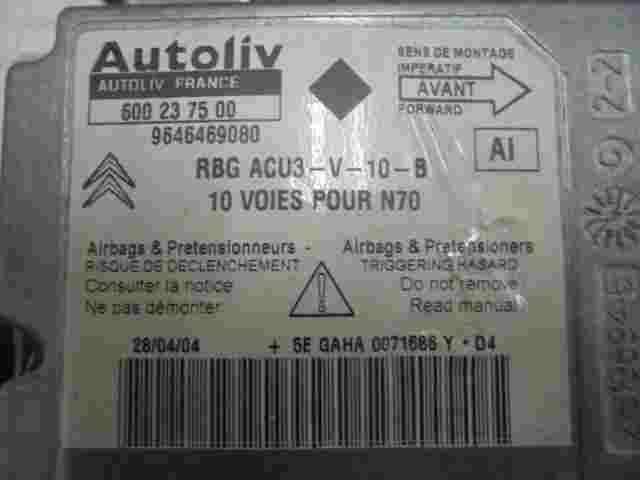 Autoliv
AUTOLIV FRANCE
600 23 75 00
9646469080
SENS DE MONTAGE
IMPERATIF
AVANT
FORWARD
AI
RBG ACU3-V-10-B
10 VOIES POUR N70
Airbags & Pretensionneurs -
RISQUE DE DECLENCHEMENT
Consulter la notice
Ne pas démonter
Airbags & Pretensioners
TRIGGERING HASARD
Do not remove
Read manual
28/04/04 + 5E GAHA 0071686 Y · D4
2-2